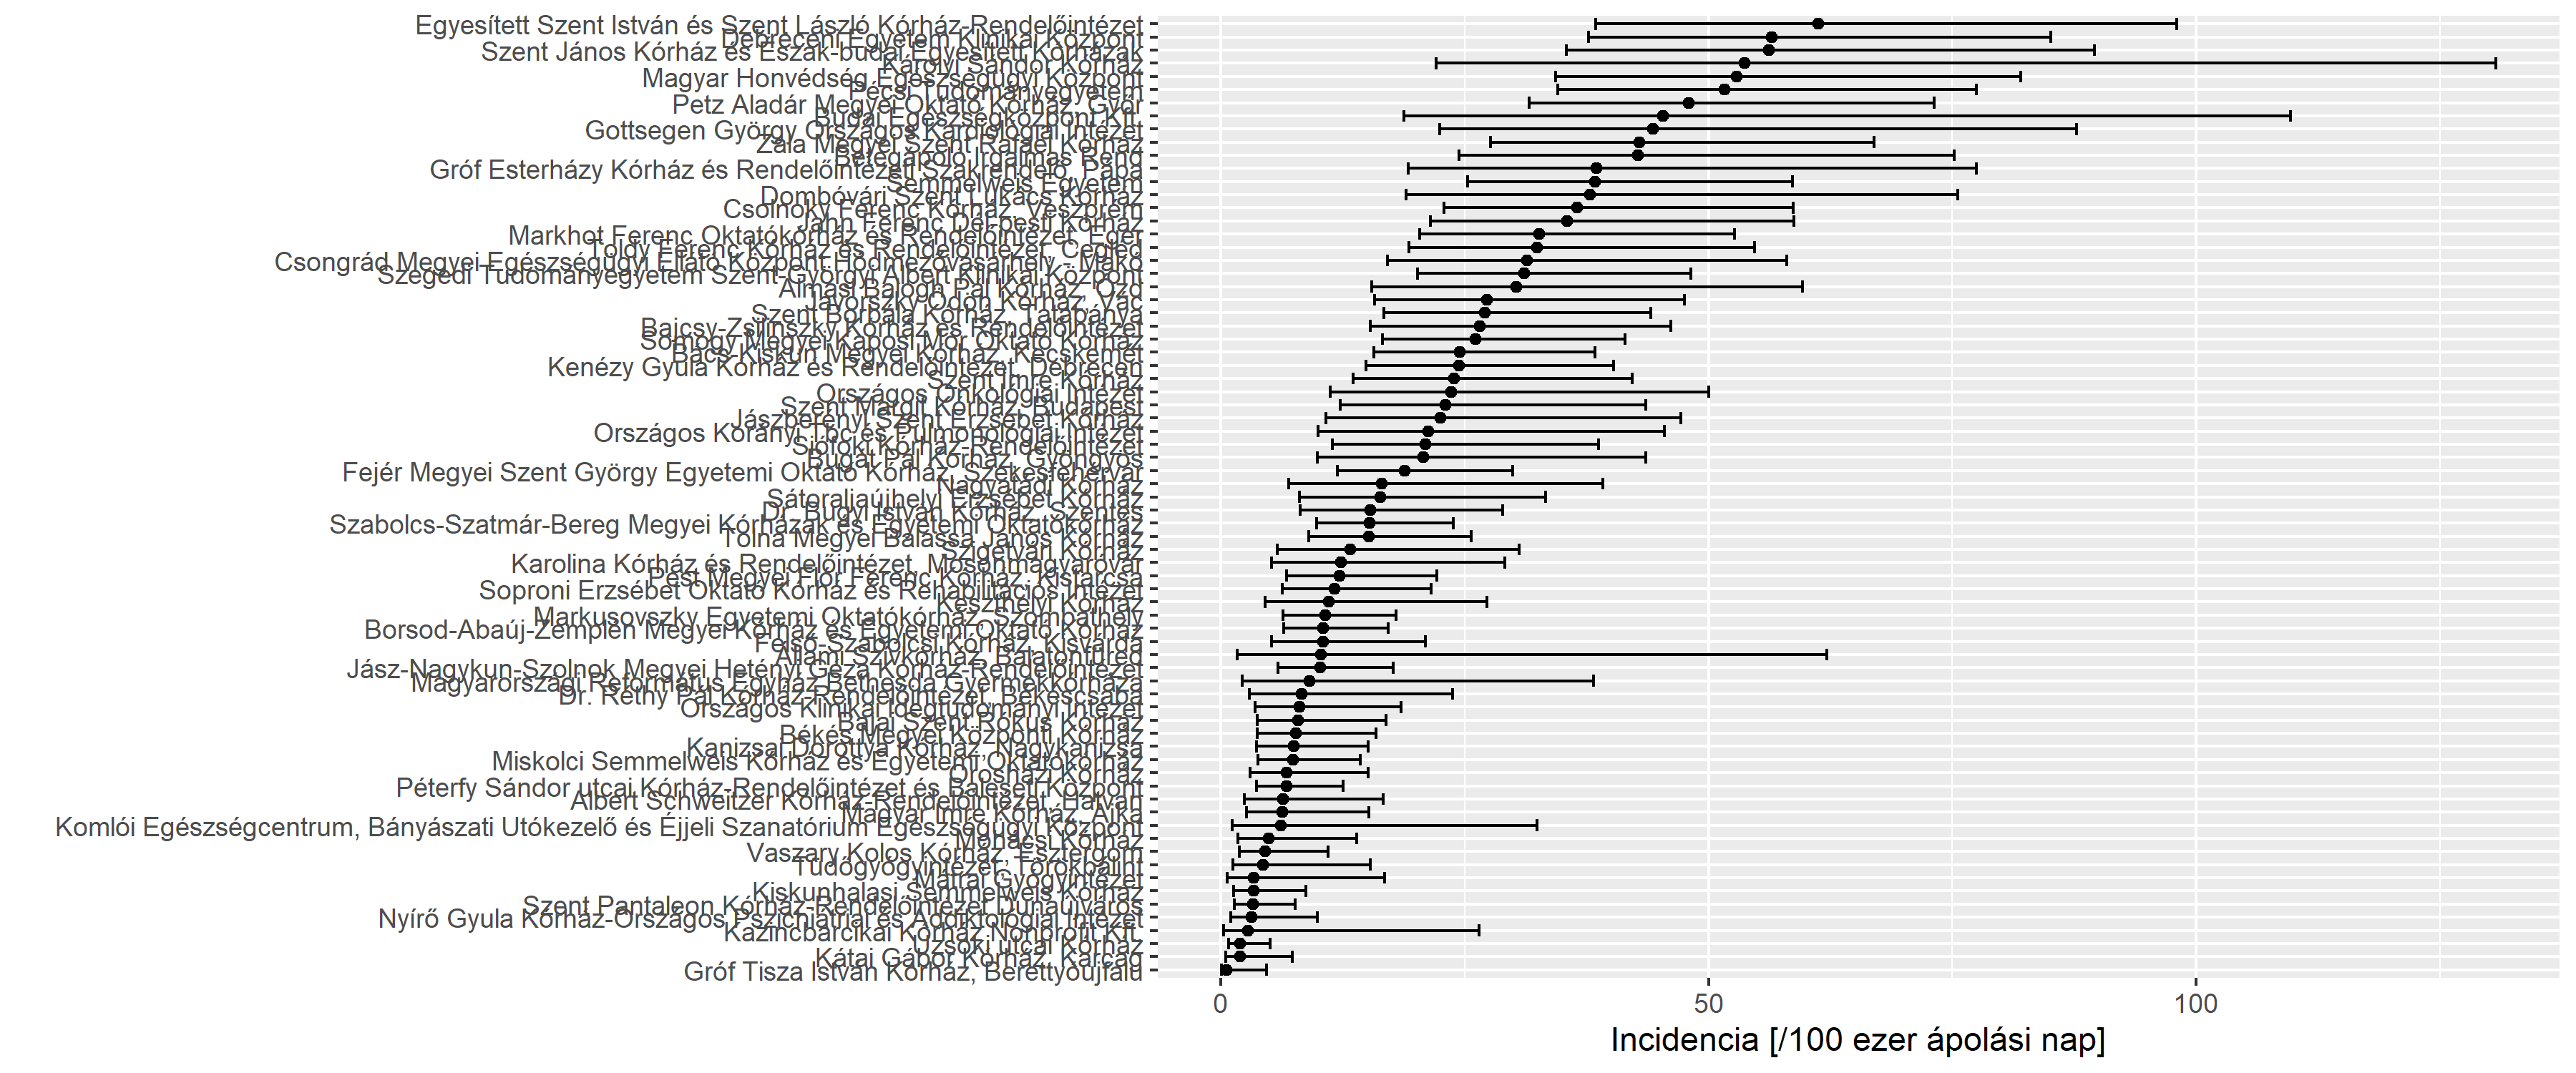 Egyesített Szent István és Szent László Kórház-Rendelőintézet
Debreceni Egyetem Klinikai Központ
Szent János Kórház és Észak-budai Egyesített Kórházak
Károlyi Sándor Kórház
Magyar Honvédség Egészségügyi Központ
Pécsi Tudományegyetem
Petz Aladár Megyei Oktató Kórház, Győr
Budai Egészségközpont Kft.
Gottsegen György Országos Kardiológiai Intézet
Zala Megyei Szent Rafael Kórház
Betegápoló Irgalmas Rend
Gróf Esterházy Kórház és Rendelőintézeti Szakrendelő, Pápa
Semmelweis Egyetem
Dombóvári Szent Lukács Kórház
Csolnoky Ferenc Kórház, Veszprém
Jahn Ferenc Dél-pesti Kórház
Markhot Ferenc Oktatókórház és Rendelőintézet, Eger
Toldy Ferenc Kórház és Rendelőintézet, Cegléd
Csongrád Megyei Egészségügyi Ellátó Központ Hódmezővásárhely - Makó
Szegedi Tudományegyetem Szent-Györgyi Albert Klinikai Központ
Almási Balogh Pál Kórház, Ózd
Jávorszky Ödön Kórház, Vác
Szent Borbála Kórház, Tatabánya
Bajcsy-Zsilinszky Kórház és Rendelőintézet
Somogy Megyei Kaposi Mór Oktató Kórház
Bács-Kiskun Megyei Kórház, Kecskemét
Kenézy Gyula Kórház és Rendelőintézet, Debrecen
Szent Imre Kórház
Országos Onkológiai Intézet
Szent Margit Kórház, Budapest
Jászberényi Szent Erzsébet Kórház
Országos Korányi Tbc és Pulmonológiai Intézet
Siófoki Kórház-Rendelőintézet
Bugát Pál Kórház, Gyöngyös
Fejér Megyei Szent György Egyetemi Oktató Kórház, Székesfehérvár
Nagyatádi Kórház
Sátoraljaújhelyi Erzsébet Kórház
Dr. Bugyi István Kórház, Szentes
Szabolcs-Szatmár-Bereg Megyei Kórházak és Egyetemi Oktatókórház
Tolna Megyei Balassa János Kórház
Szigetvári Kórház
Karolina Kórház és Rendelőintézet, Mosonmagyaróvár
Pest Megyei Flór Ferenc Kórház, Kistarcsa
Soproni Erzsébet Oktató Kórház és Rehabilitációs Intézet
Keszthelyi Kórház
Markusovszky Egyetemi Oktatókórház, Szombathely
Borsod-Abaúj-Zemplén Megyei Kórház és Egyetemi Oktató Kórház
Felső-Szabolcsi Kórház, Kisvárda
Állami Szívkórház, Balatonfüred
Jász-Nagykun-Szolnok Megyei Hetényi Géza Kórház-Rendelőintézet
Magyarországi Református Egyház Bethesda Gyermekkórháza
Dr. Réthy Pál Kórház-Rendelőintézet, Békéscsaba
Országos Klinikai Idegtudományi Intézet
Bajai Szent Rókus Kórház
Békés Megyei Központi Kórház
Kanizsai Dorottya Kórház, Nagykanizsa
Miskolci Semmelweis Kórház és Egyetemi Oktatókórház
Orosházi Kórház
Péterfy Sándor utcai Kórház-Rendelőintézet és Baleseti Központ
Albert Schweitzer Kórház-Rendelőintézet, Hatvan
Magyar Imre Kórház, Ajka
Komlói Egészségcentrum, Bányászati Utókezelő és Éjjeli Szanatórium Egészségügyi Központ
Mohácsi Kórház
Vaszary Kolos Kórház, Esztergom
Tüdőgyógyintézet, Törökbálint
Mátrai Gyógyintézet
Kiskunhalasi Semmelweis Kórház
Szent Pantaleon Kórház-Rendelőintézet Dunaújváros
Nyírő Gyula Kórház-Országos Pszichiátriai és Addiktológiai Intézet
Kazincbarcikai Kórház Nonprofit Kft.
Uzsoki utcai Kórház
Kátai Gábor Kórház, Karcag
Gróf Tisza István Kórház, Berettyóújfalu
0 50 100
Incidencia [/100 ezer ápolási nap]